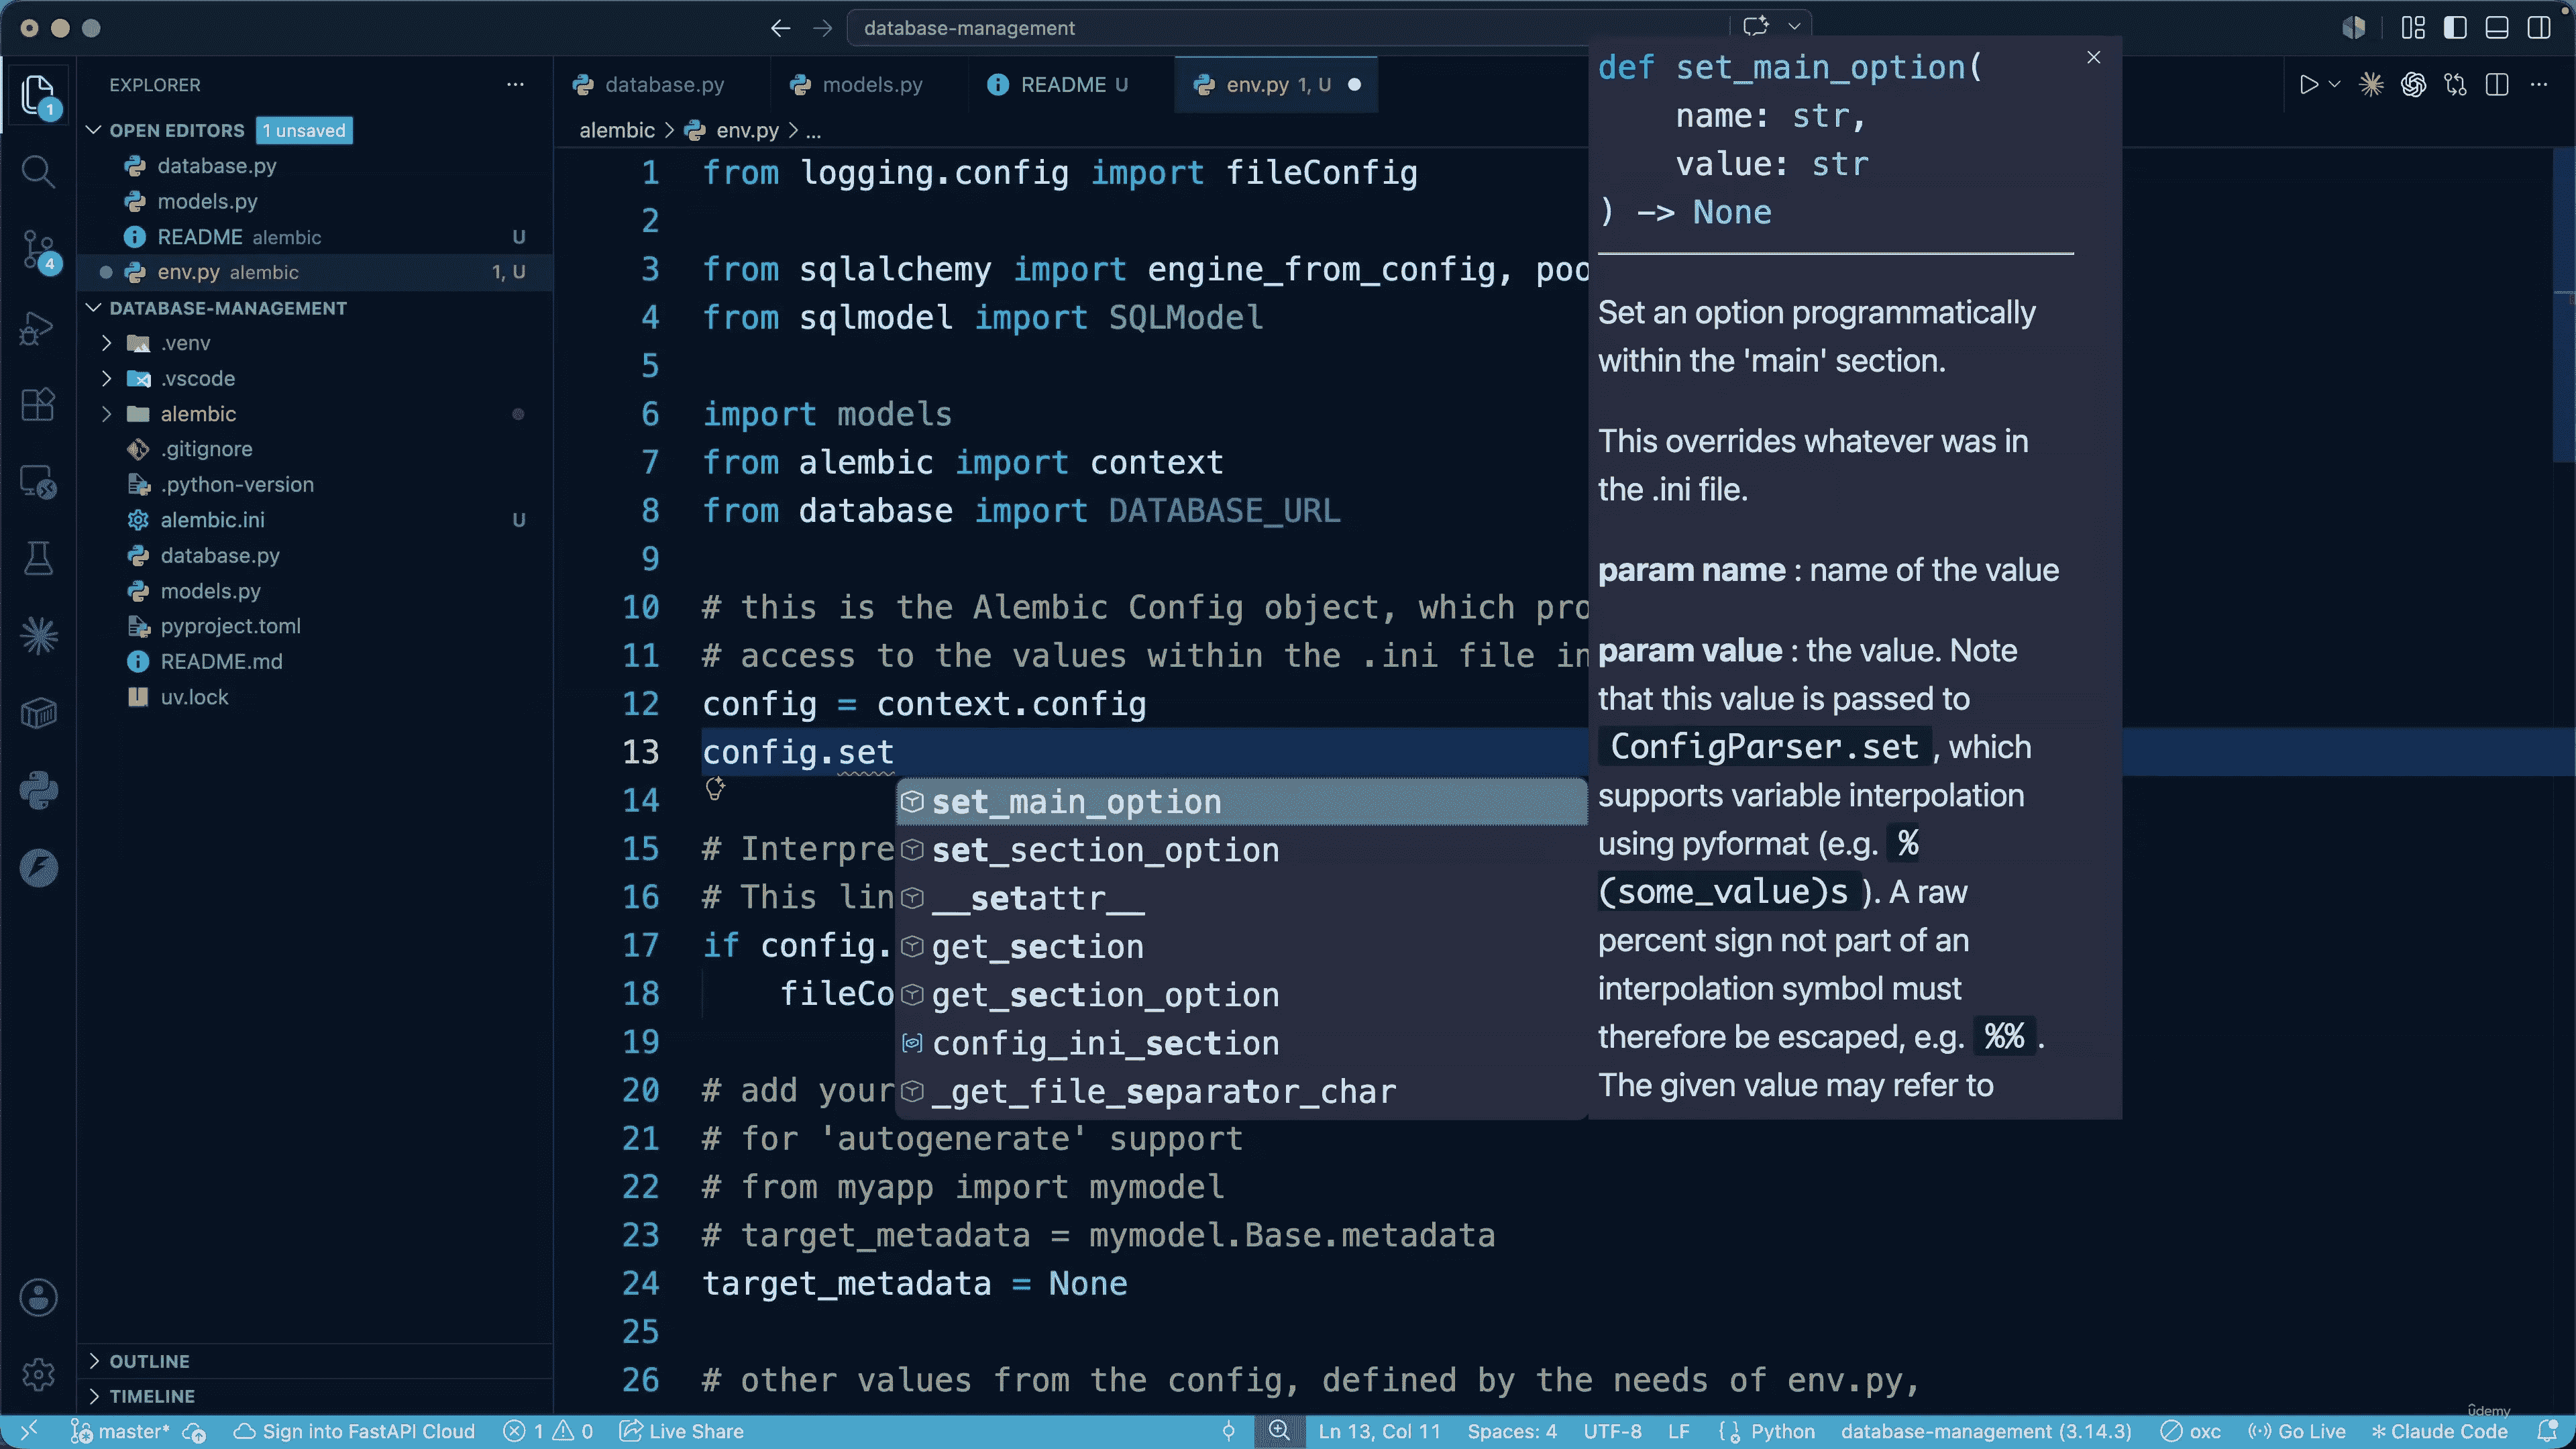 database-management
EXPLORER
OPEN EDITORS 1 unsaved
database.py
models.py
README alembic U
env.py alembic 1, U
DATABASE-MANAGEMENT
.venv
.vscode
alembic
.gitignore
.python-version
alembic.ini U
database.py
models.py
pyproject.toml
README.md
uv.lock
OUTLINE
TIMELINE
1
4
database.py
models.py
README U
env.py 1, U
alembic > env.py > ...
1 from logging.config import fileConfig
2
3 from sqlalchemy import engine_from_config, poo
4 from sqlmodel import SQLModel
5
6 import models
7 from alembic import context
8 from database import DATABASE_URL
9
10 # this is the Alembic Config object, which pro
11 # access to the values within the .ini file in
12 config = context.config
13 config.set
14
15 # Interpre
16 # This lin
17 if config.
18 fileCo
19
20 # add your
21 # for 'autogenerate' support
22 # from myapp import mymodel
23 # target_metadata = mymodel.Base.metadata
24 target_metadata = None
25
26 # other values from the config, defined by the needs of env.py,
set_main_option
set_section_option
__setattr__
get_section
get_section_option
config_ini_section
_get_file_separator_char
def set_main_option(
name: str,
value: str
) -> None
Set an option programmatically
within the 'main' section.
This overrides whatever was in
the .ini file.
param name : name of the value
param value : the value. Note
that this value is passed to
ConfigParser.set , which
supports variable interpolation
using pyformat (e.g. %
(some_value)s ). A raw
percent sign not part of an
interpolation symbol must
therefore be escaped, e.g. %% .
The given value may refer to
ûdemy
master* Sign into FastAPI Cloud 1 0 Live Share Ln 13, Col 11 Spaces: 4 UTF-8 LF Python database-management (3.14.3) oxc Go Live Claude Code